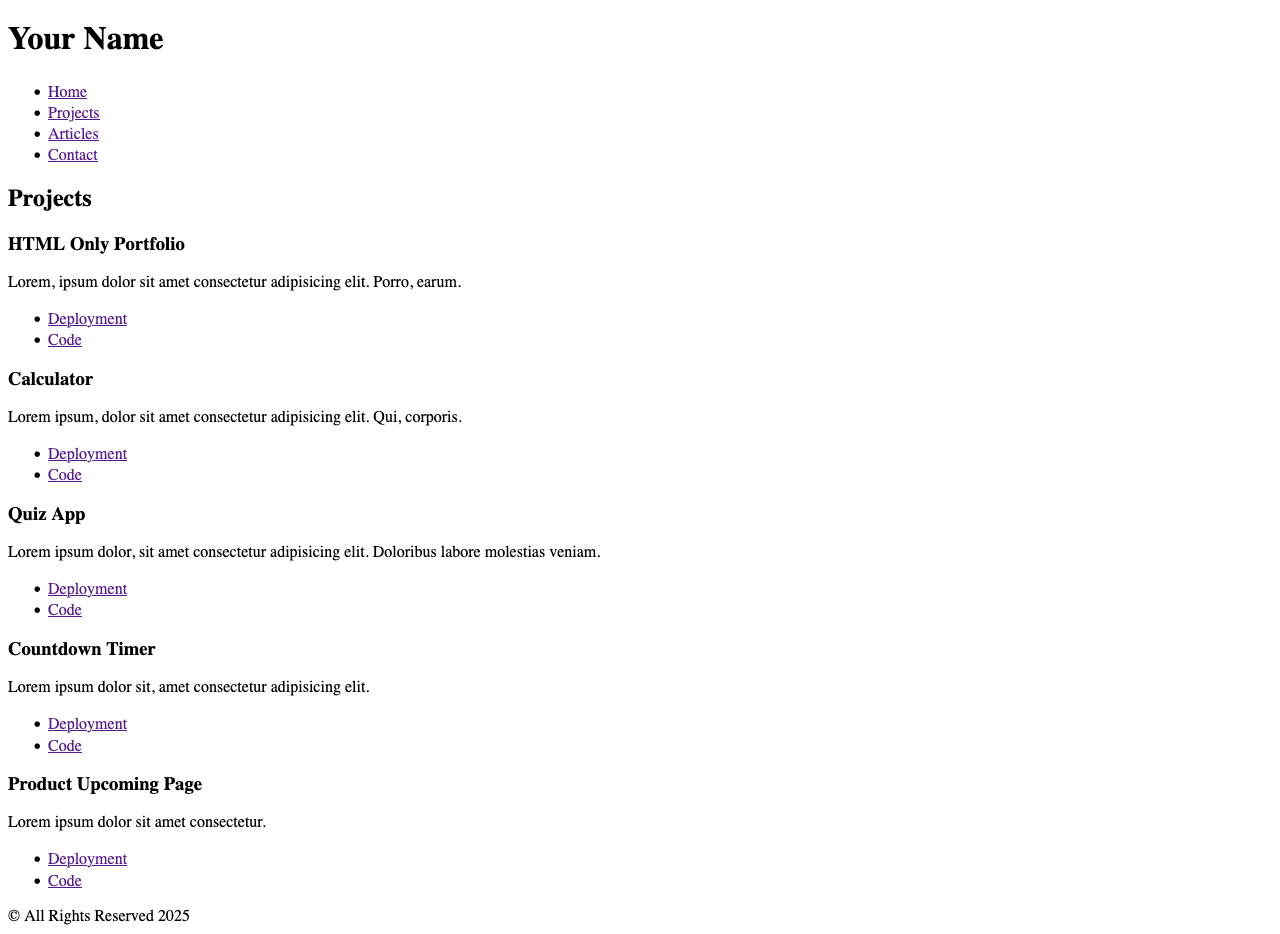 Your Name
Home
Projects
Articles
Contact
Projects
HTML Only Portfolio
Lorem, ipsum dolor sit amet consectetur adipisicing elit. Porro, earum.
Deployment
Code
Calculator
Lorem ipsum, dolor sit amet consectetur adipisicing elit. Qui, corporis.
Deployment
Code
Quiz App
Lorem ipsum dolor, sit amet consectetur adipisicing elit. Doloribus labore molestias veniam.
Deployment
Code
Countdown Timer
Lorem ipsum dolor sit, amet consectetur adipisicing elit.
Deployment
Code
Product Upcoming Page
Lorem ipsum dolor sit amet consectetur.
Deployment
Code
© All Rights Reserved 2025